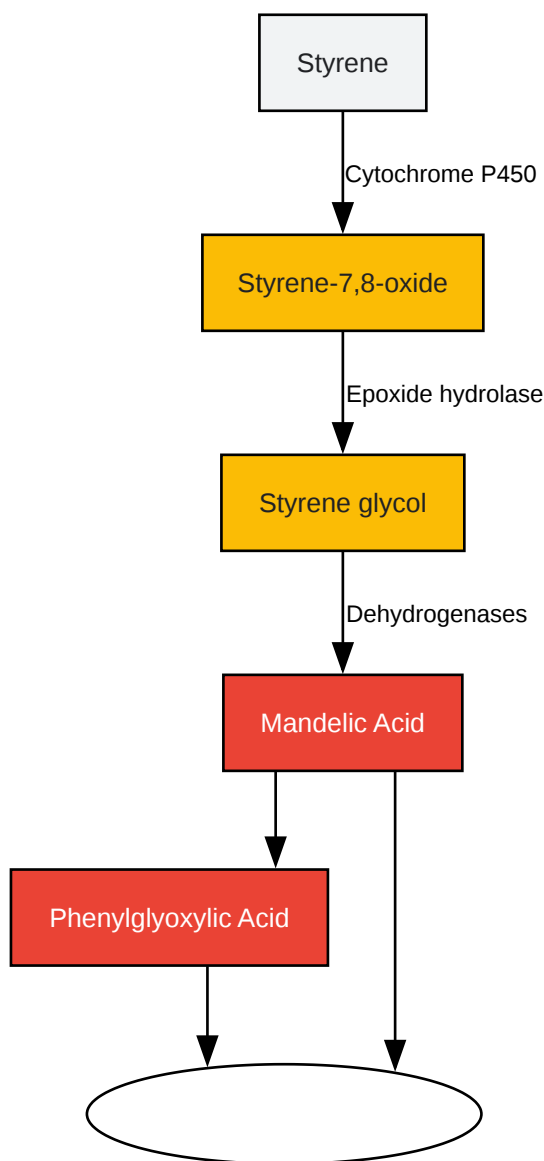 Styrene
Cytochrome P450
Styrene-7,8-oxide
Epoxide hydrolase
Styrene glycol
Dehydrogenases
Mandelic Acid
Phenylglyoxylic Acid